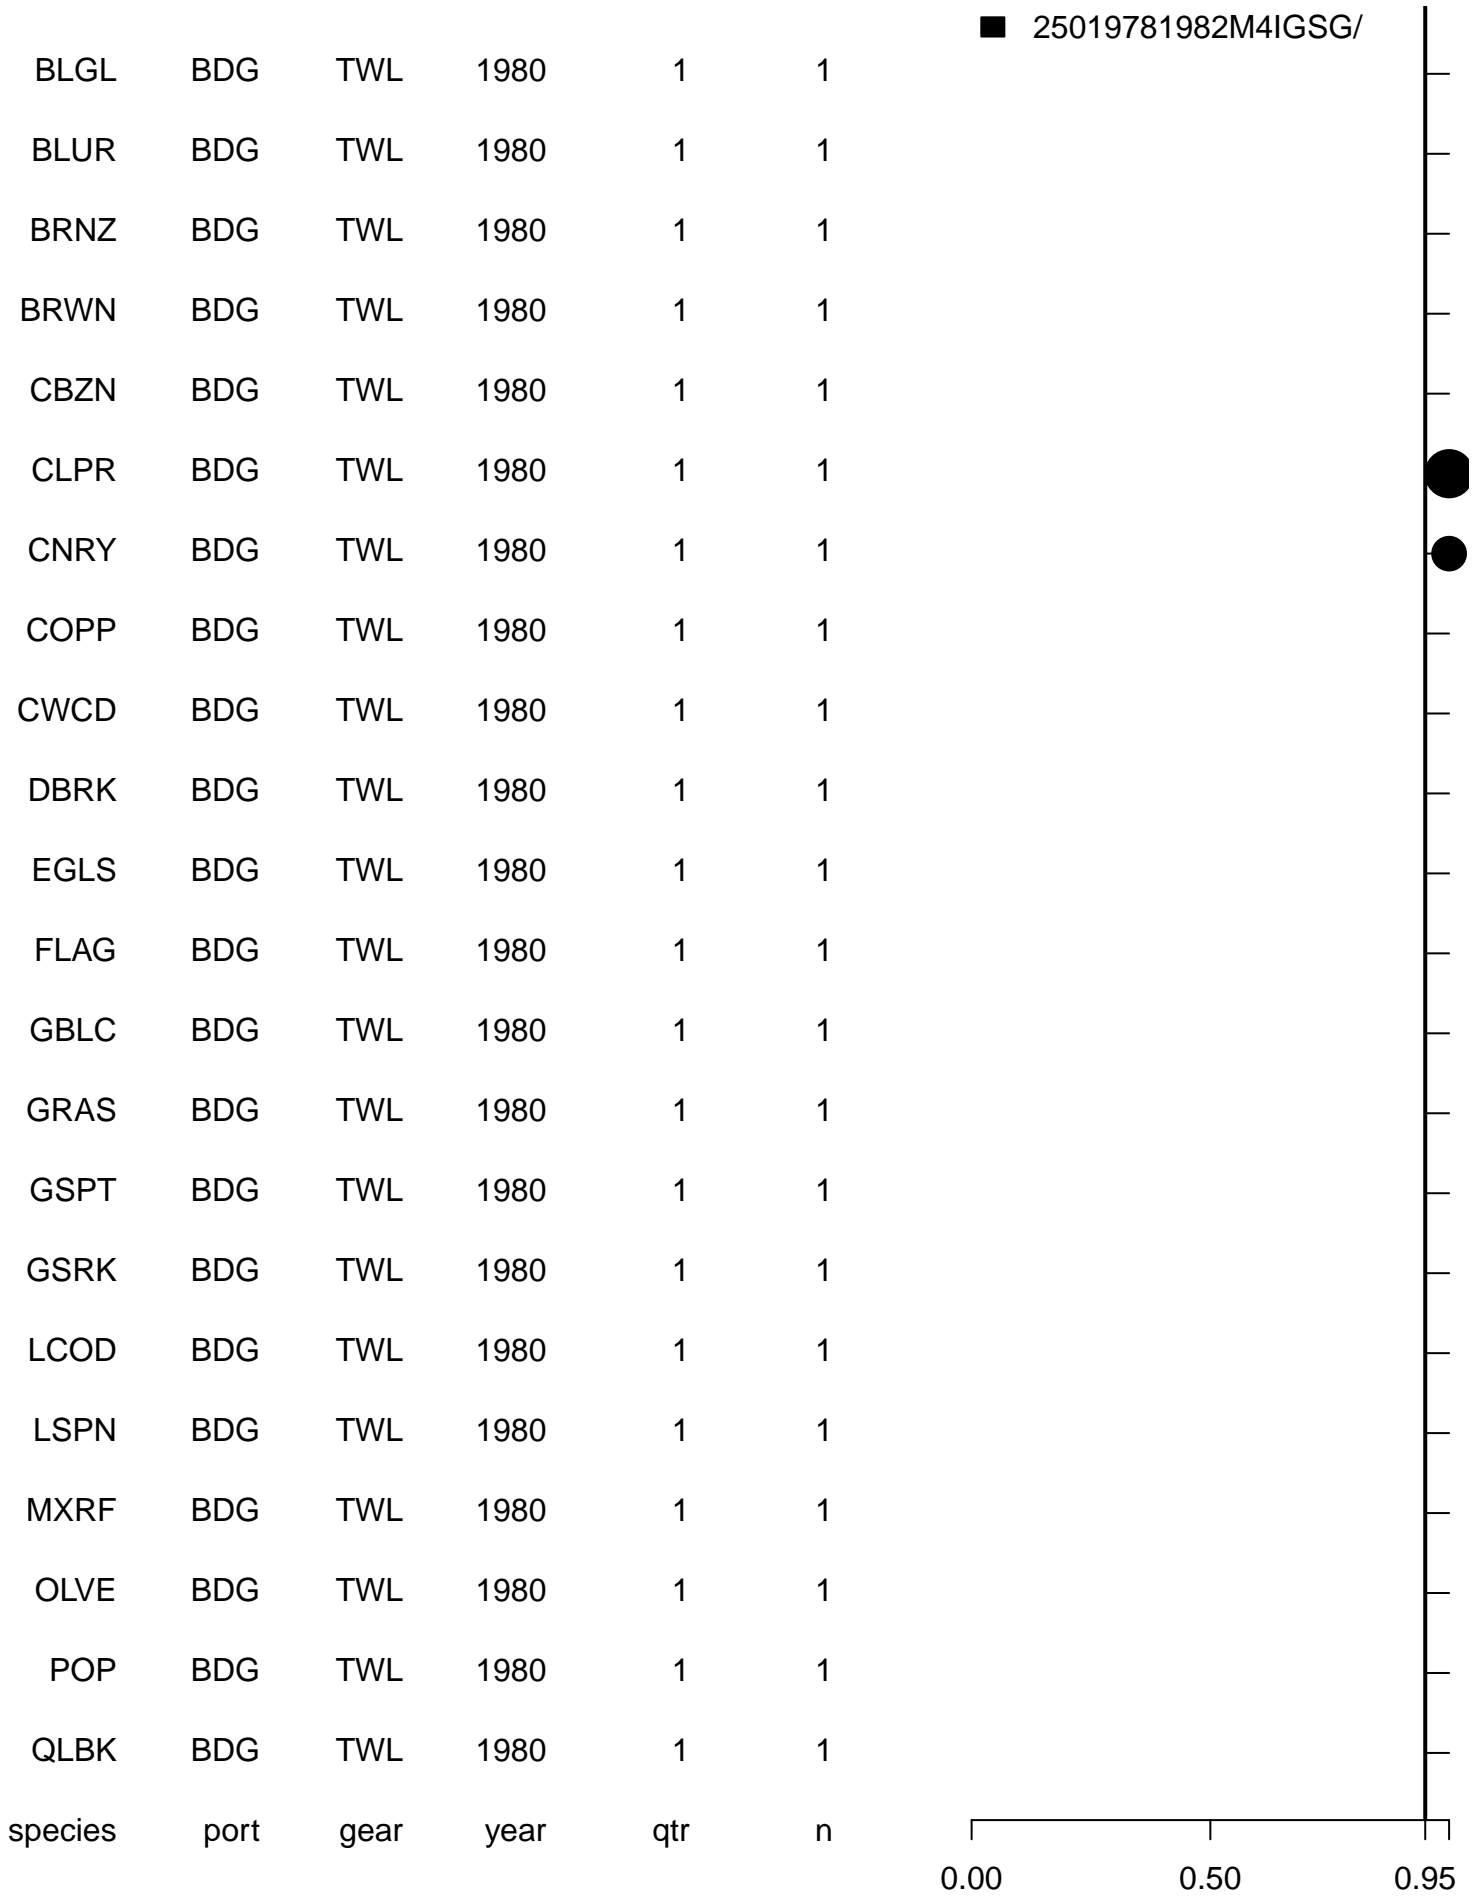 25019781982M4IGSG/
BLGL BDG TWL 1980 1 1
BLUR BDG TWL 1980 1 1
BRNZ BDG TWL 1980 1 1
BRWN BDG TWL 1980 1 1
CBZN BDG TWL 1980 1 1
CLPR BDG TWL 1980 1 1
CNRY BDG TWL 1980 1 1
COPP BDG TWL 1980 1 1
CWCD BDG TWL 1980 1 1
DBRK BDG TWL 1980 1 1
EGLS BDG TWL 1980 1 1
FLAG BDG TWL 1980 1 1
GBLC BDG TWL 1980 1 1
GRAS BDG TWL 1980 1 1
GSPT BDG TWL 1980 1 1
GSRK BDG TWL 1980 1 1
LCOD BDG TWL 1980 1 1
LSPN BDG TWL 1980 1 1
MXRF BDG TWL 1980 1 1
OLVE BDG TWL 1980 1 1
POP BDG TWL 1980 1 1
QLBK BDG TWL 1980 1 1
species port gear year qtr n
0.00 0.50 0.95